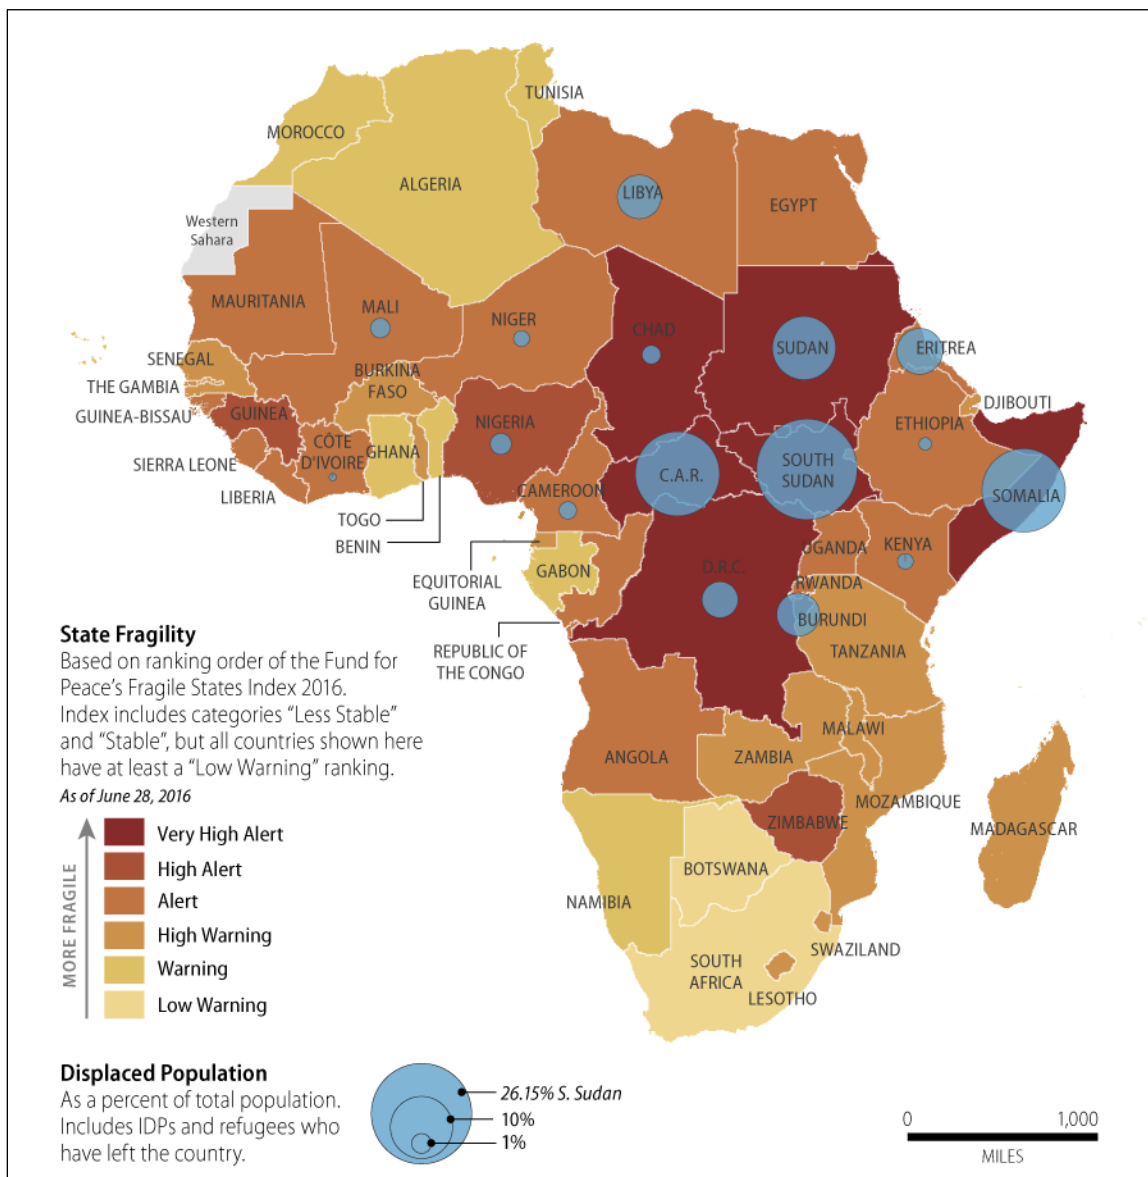 TUNISIA
MOROCCO
ALGERIA
LIBYA
EGYPT
Western
Sahara
MAURITANIA
MALI
NIGER
CHAD
SUDAN
ERITREA
SENEGAL
THE GAMBIA
GUINEA-BISSAU
GUINEA
BURKINA
FASO
DJIBOUTI
NIGERIA
ETHIOPIA
SIERRA LEONE
LIBERIA
CÔTE
D'IVOIRE
GHANA
TOGO
BENIN
CAMEROON
C.A.R.
SOUTH
SUDAN
SOMALIA
EQUITORIAL
GUINEA
GABON
REPUBLIC OF
THE CONGO
D.R.C.
UGANDA
KENYA
RWANDA
BURUNDI
TANZANIA
ANGOLA
ZAMBIA
MALAWI
MOZAMBIQUE
ZIMBABWE
MADAGASCAR
BOTSWANA
NAMIBIA
SWAZILAND
SOUTH
AFRICA
LESOTHO
State Fragility
Based on ranking order of the Fund for
Peace's Fragile States Index 2016.
Index includes categories “Less Stable”
and “Stable”, but all countries shown here
have at least a “Low Warning” ranking.
As of June 28, 2016
MORE FRAGILE
Very High Alert
High Alert
Alert
High Warning
Warning
Low Warning
Displaced Population
As a percent of total population.
Includes IDPs and refugees who
have left the country.
26.15% S. Sudan
10%
1%
0 1,000
MILES